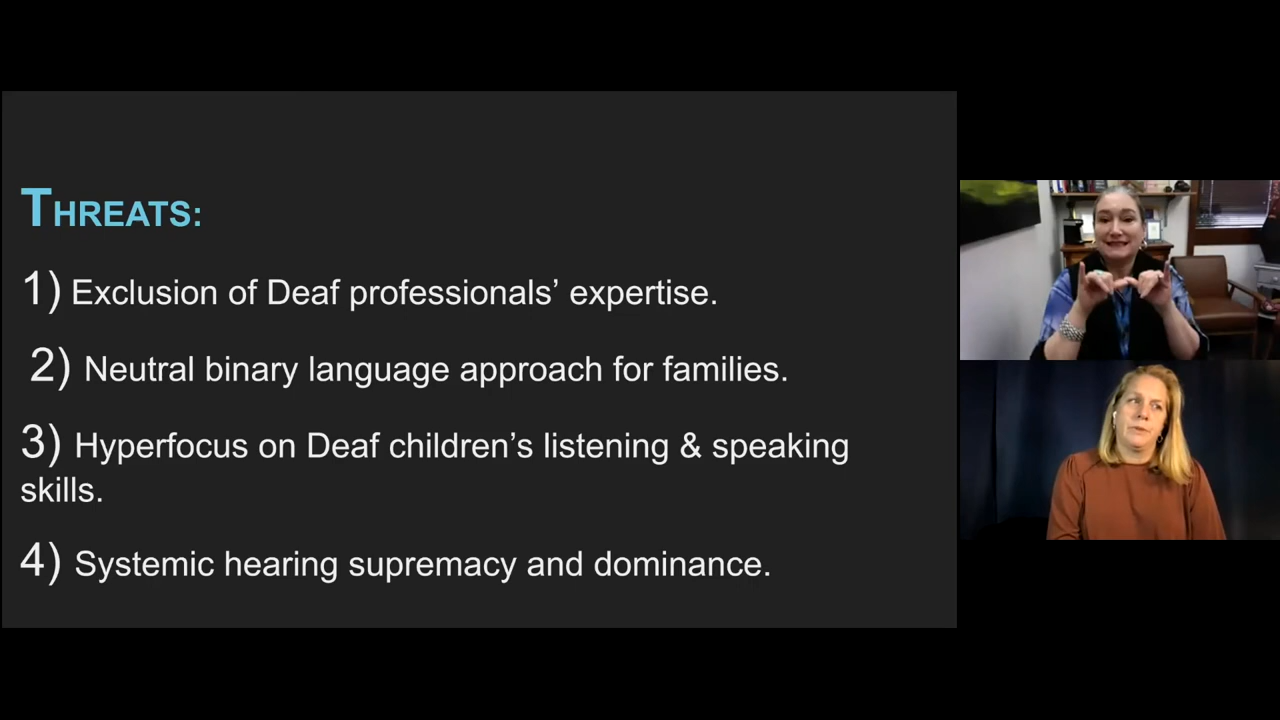 THREATS:
1) Exclusion of Deaf professionals’ expertise.
2) Neutral binary language approach for families.
3) Hyperfocus on Deaf children’s listening & speaking
skills.
4) Systemic hearing supremacy and dominance.